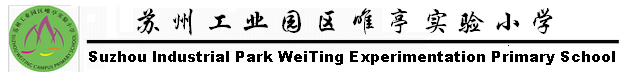 苏州工业园区唯亭实验小学
Suzhou Industrial Park WeiTing Experimentation Primary School